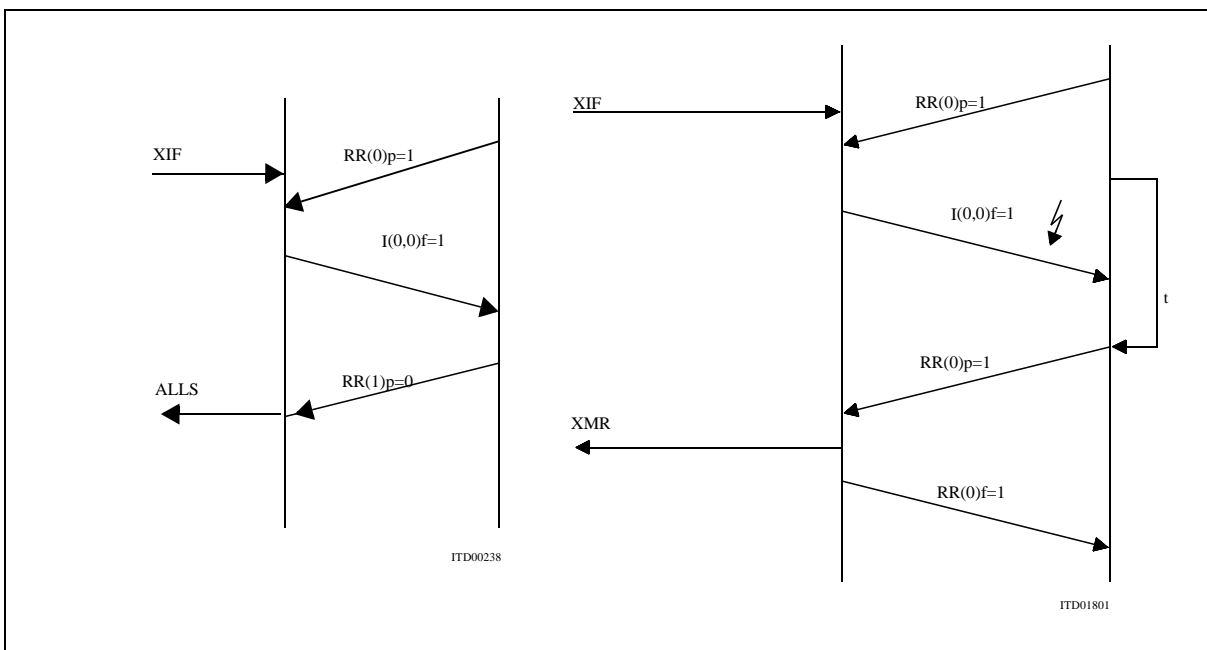 XIF
RR(0)p=1
I(0,0)f=1
ALLS
RR(1)p=0
ITD00238
XIF
RR(0)p=1
I(0,0)f=1
t
RR(0)p=1
XMR
RR(0)f=1
ITD01801